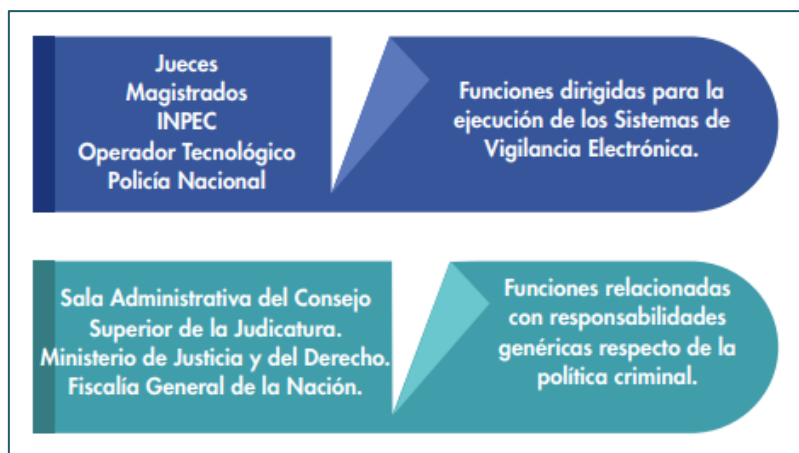 Jueces
Magistrados
INPEC
Operador Tecnológico
Policía Nacional
Funciones dirigidas para la
ejecución de los Sistemas de
Vigilancia Electrónica.
Sala Administrativa del Consejo
Superior de la Judicatura.
Ministerio de Justicia y del Derecho.
Fiscalía General de la Nación.
Funciones relacionadas
con responsabilidades
genéricas respecto de la
política criminal.